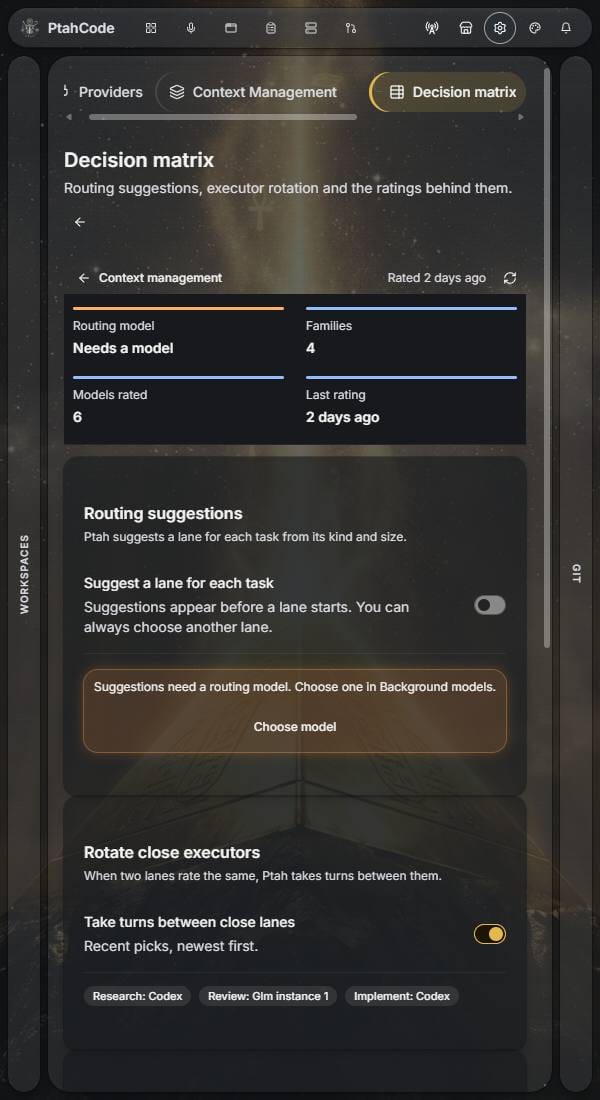 PtahCode
Providers
Context Management
Decision matrix
Decision matrix
Routing suggestions, executor rotation and the ratings behind them.
Context management
Rated 2 days ago
Routing model
Needs a model
Families
4
Models rated
6
Last rating
2 days ago
Routing suggestions
Ptah suggests a lane for each task from its kind and size.
Suggest a lane for each task
Suggestions appear before a lane starts. You can
always choose another lane.
Suggestions need a routing model. Choose one in Background models.
Choose model
Rotate close executors
When two lanes rate the same, Ptah takes turns between them.
Take turns between close lanes
Recent picks, newest first.
Research: Codex
Review: Glm instance 1
Implement: Codex
WORKSPACES
GIT